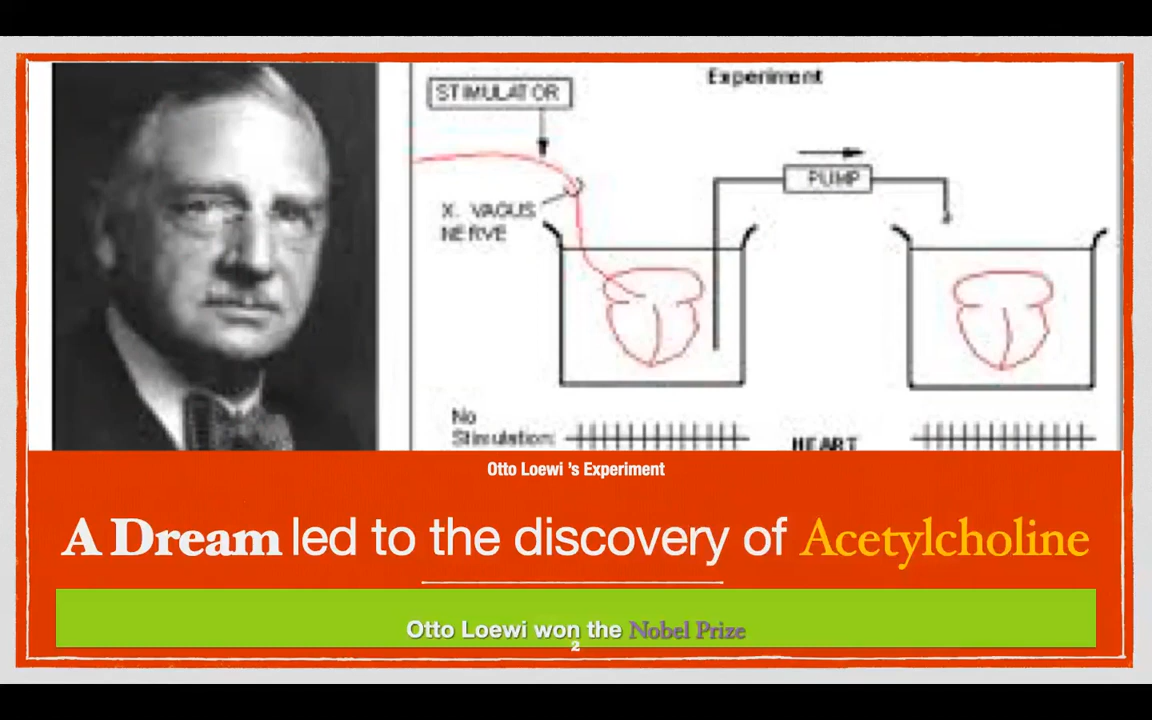 Experiment
STIMULATOR
PUMP
X. VAGUS
NERVE
No
Stimulation:
HEART
Otto Loewi 's Experiment
A Dream led to the discovery of Acetylcholine
Otto Loewi won the Nobel Prize
2